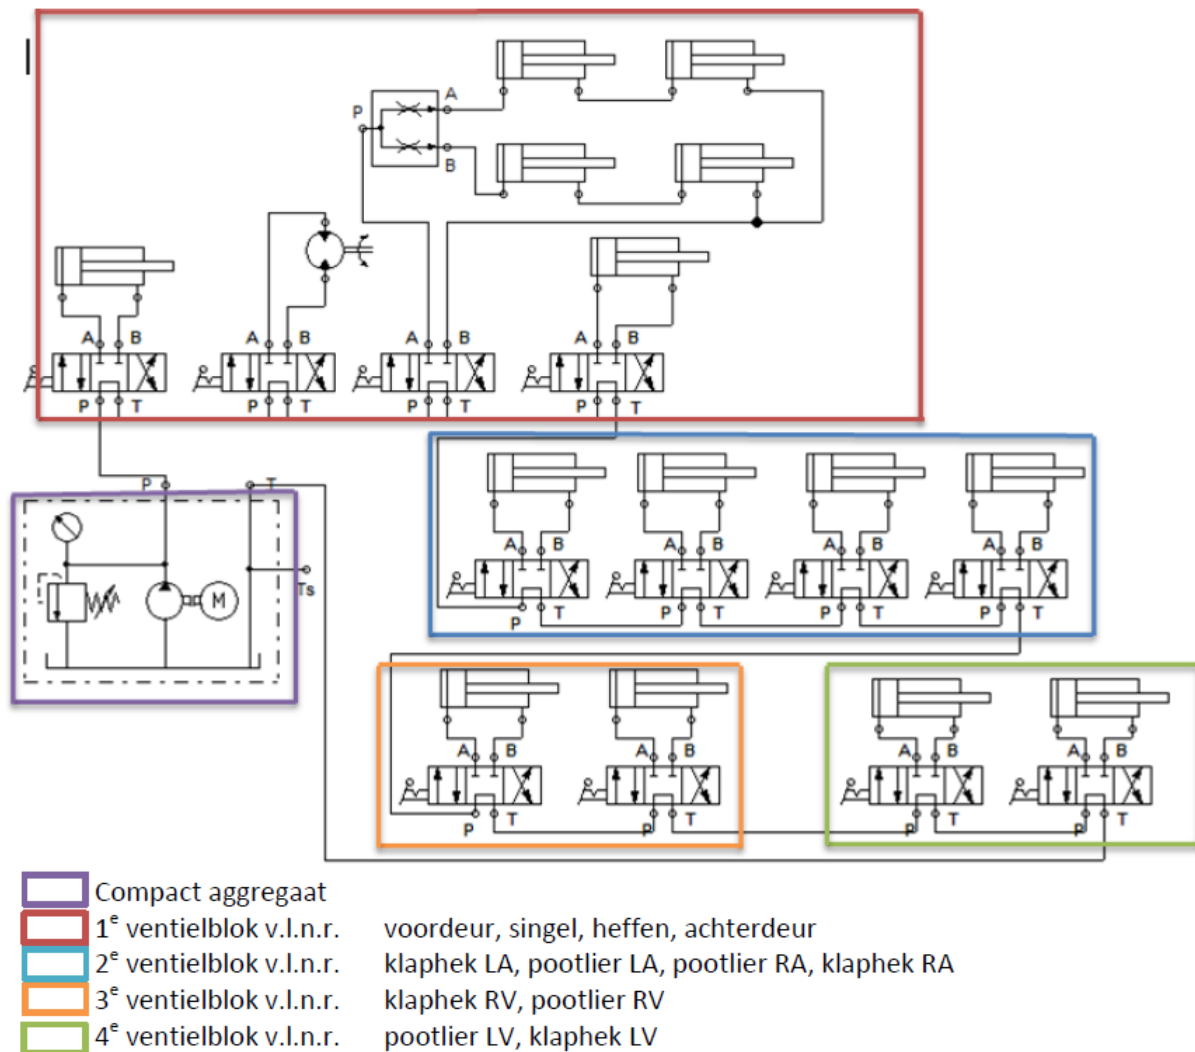 A
P
B
A B A B A B A B
P T P T P T P T
P T
Ts
M
A B A B A B A B
P T P T P T P T
A B A B A B A B
P T P T P T P T
Compact aggregaat
1e ventielblok v.l.n.r. voordeur, singel, heffen, achterdeur
2e ventielblok v.l.n.r. klaphek LA, pootlier LA, pootlier RA, klaphek RA
3e ventielblok v.l.n.r. klaphek RV, pootlier RV
4e ventielblok v.l.n.r. pootlier LV, klaphek LV